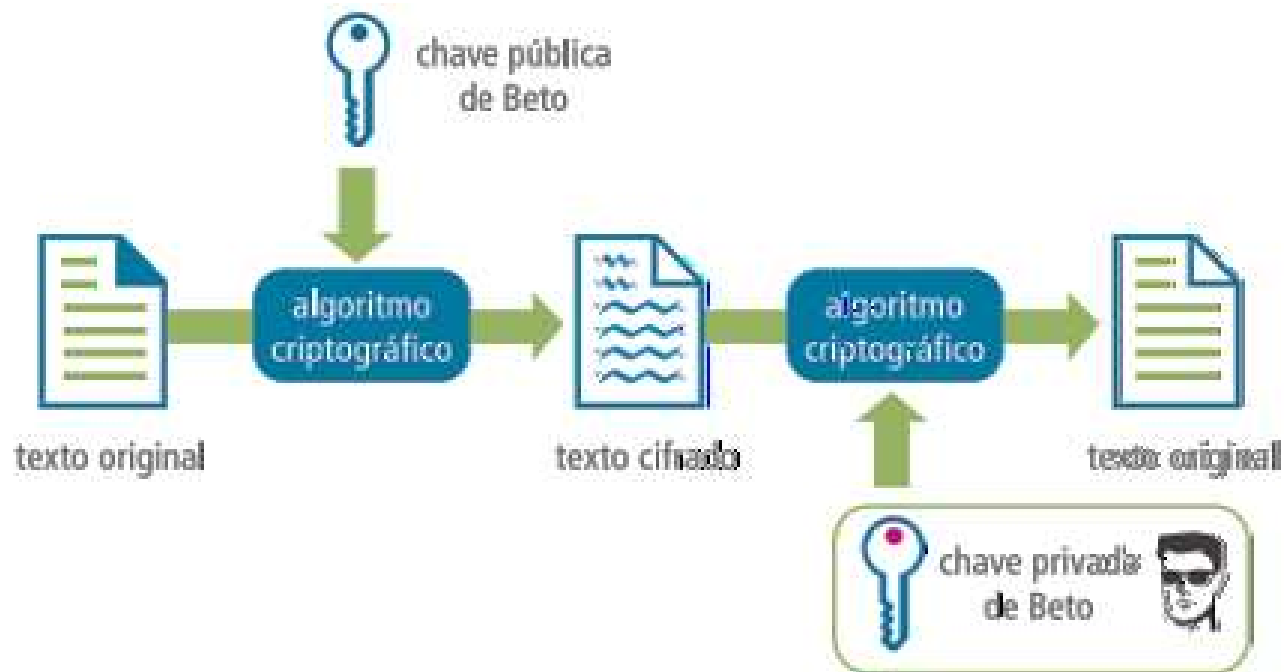 chave pública
de Beto
algoritmo
criptográfico
algoritmo
criptográfico
texto original
texto cifrado
texto original
chave privada
de Beto